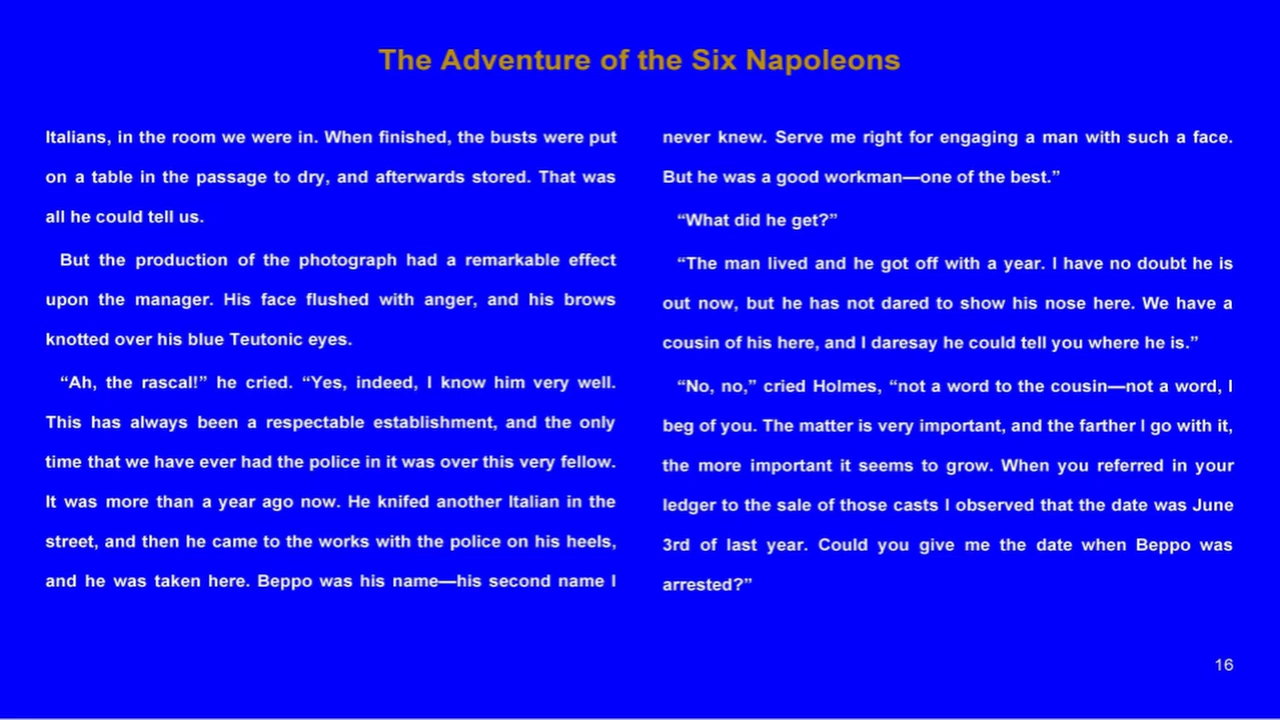 The Adventure of the Six Napoleons
Italians, in the room we were in. When finished, the busts were put
on a table in the passage to dry, and afterwards stored. That was
all he could tell us.
But the production of the photograph had a remarkable effect
upon the manager. His face flushed with anger, and his brows
knotted over his blue Teutonic eyes.
“Ah, the rascal!” he cried. “Yes, indeed, I know him very well.
This has always been a respectable establishment, and the only
time that we have ever had the police in it was over this very fellow.
It was more than a year ago now. He knifed another Italian in the
street, and then he came to the works with the police on his heels,
and he was taken here. Beppo was his name—his second name I
never knew. Serve me right for engaging a man with such a face.
But he was a good workman—one of the best.”
“What did he get?”
“The man lived and he got off with a year. I have no doubt he is
out now, but he has not dared to show his nose here. We have a
cousin of his here, and I daresay he could tell you where he is.”
“No, no,” cried Holmes, “not a word to the cousin—not a word, I
beg of you. The matter is very important, and the farther I go with it,
the more important it seems to grow. When you referred in your
ledger to the sale of those casts I observed that the date was June
3rd of last year. Could you give me the date when Beppo was
arrested?”
16